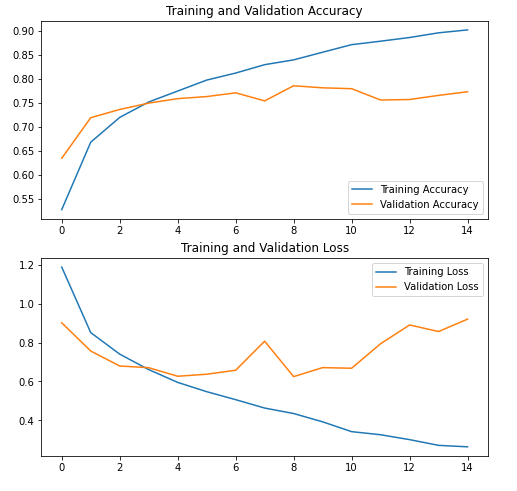 Training and Validation Accuracy
0.90
0.85
0.80
0.75
0.70
0.65
0.60
0.55
Training Accuracy
Validation Accuracy
0 2 4 6 8 10 12 14
Training and Validation Loss
1.2
1.0
0.8
0.6
0.4
Training Loss
Validation Loss
0 2 4 6 8 10 12 14